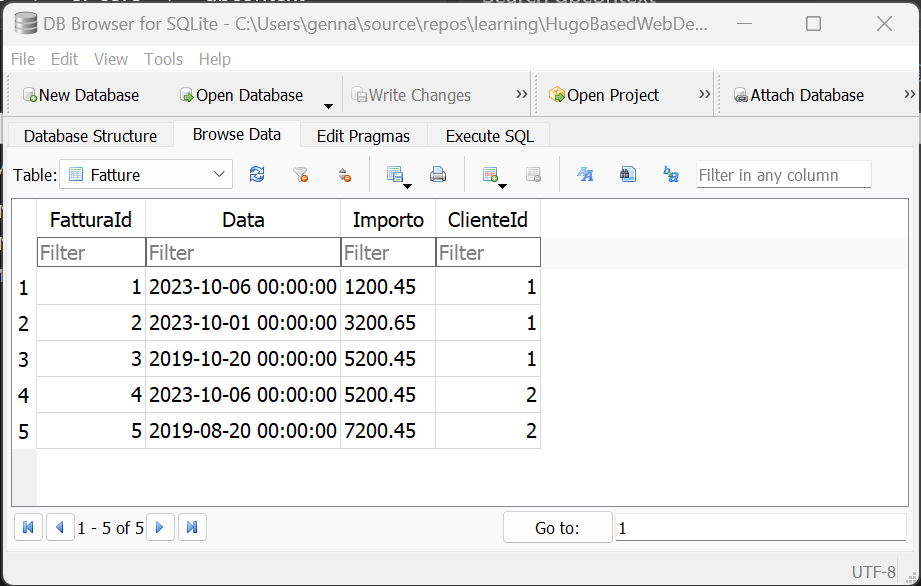 DB Browser for SQLite - C:\Users\genna\source\repos\learning\HugoBasedWebDe...
File Edit View Tools Help
New Database Open Database Write Changes » Open Project » Attach Database »
Database Structure Browse Data Edit Pragmas Execute SQL
Table: Fatture Filter in any column
FatturaId Data Importo ClienteId
Filter Filter Filter Filter
1 1 2023-10-06 00:00:00 1200.45 1
2 2 2023-10-01 00:00:00 3200.65 1
3 3 2019-10-20 00:00:00 5200.45 1
4 4 2023-10-06 00:00:00 5200.45 2
5 5 2019-08-20 00:00:00 7200.45 2
1 - 5 of 5 Go to: 1
UTF-8